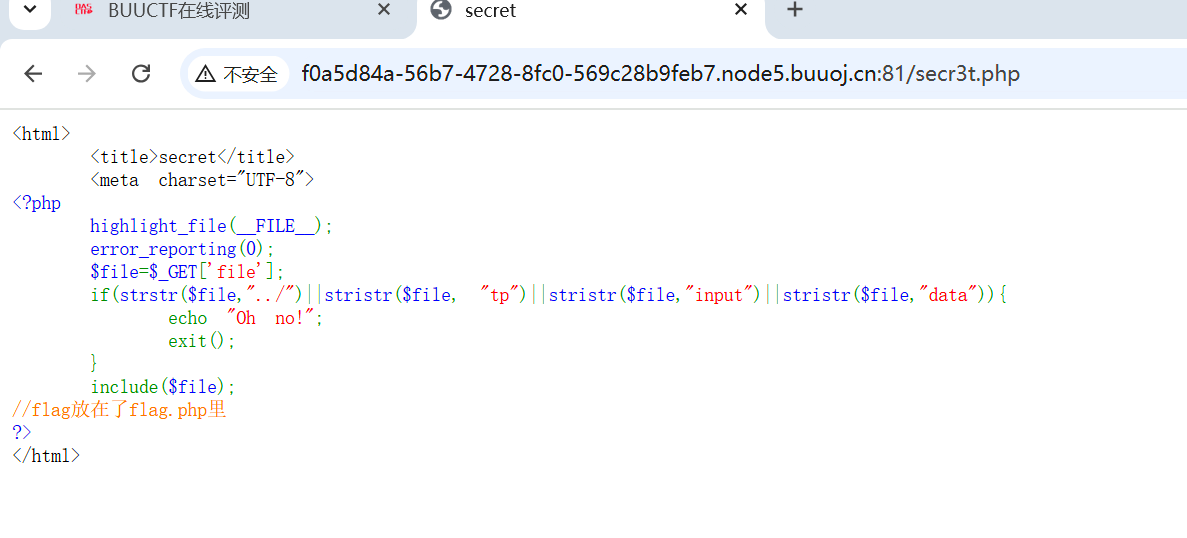 BUUCTF在线评测
secret
不安全 f0a5d84a-56b7-4728-8fc0-569c28b9feb7.node5.buuoj.cn:81/secr3t.php
<html>
<title>secret</title>
<meta charset="UTF-8">
<?php
highlight_file(__FILE__);
error_reporting(0);
$file=$_GET['file'];
if(strstr($file,"../")||stristr($file, "tp")||stristr($file,"input")||stristr($file,"data")){
echo "Oh no!";
exit();
}
include($file);
//flag放在了flag.php里
?>
</html>